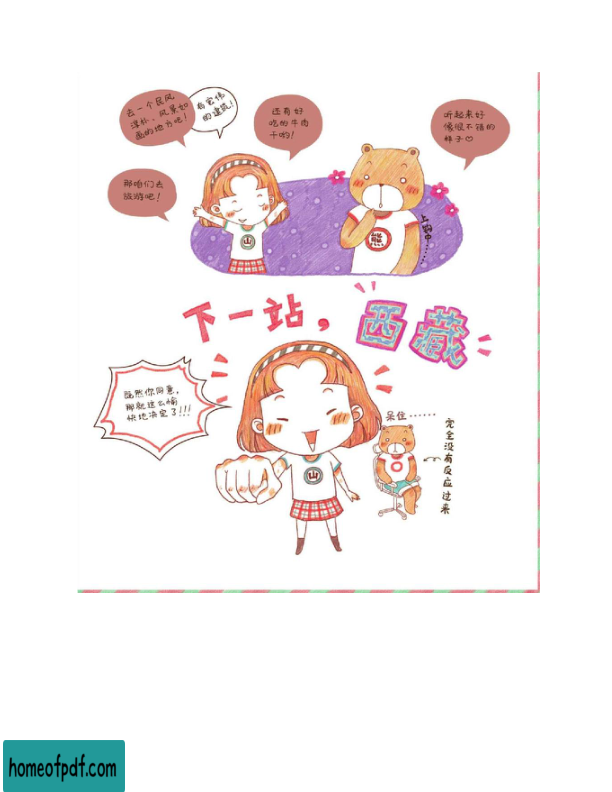 去一个民风
淳朴、风景如
画的地方吧！
看宏伟
的建筑！
还有好
吃的牛肉
干哟！
听起来好
像很不错的
样子♡
那咱们去
旅游吧！
山
熊
上钩中……
下一站，西藏
既然你同意，
那就这么愉
快地决定了!!!
山
呆住……
完全没有反应过来
homeofpdf.com